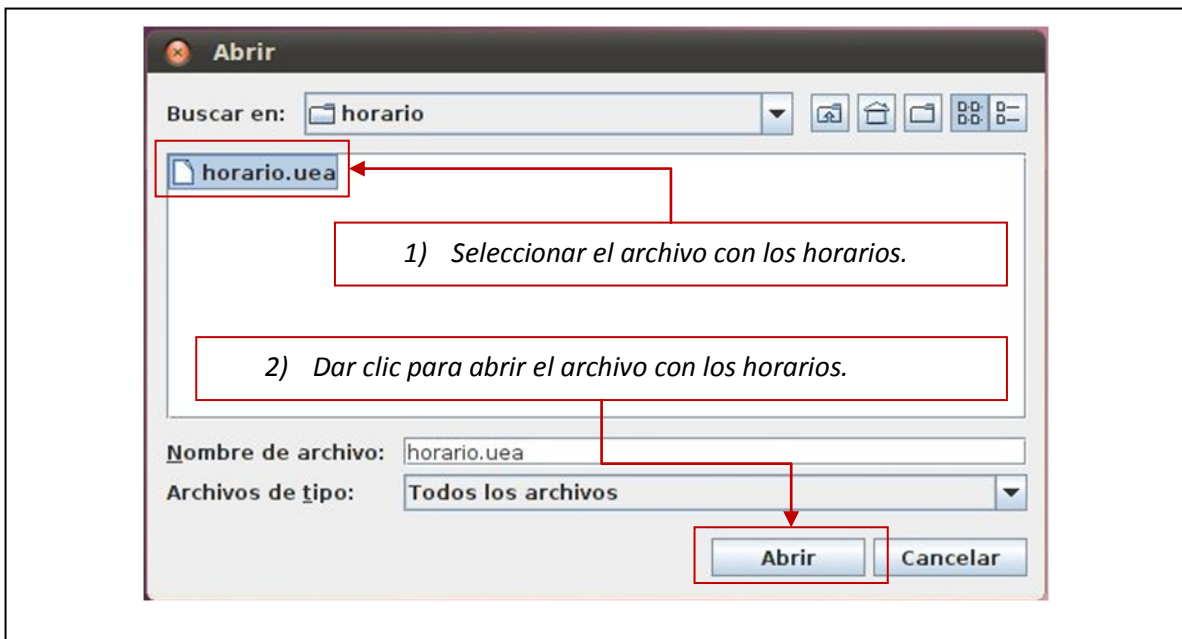 Abrir
Buscar en: horario
horario.uea
1) Seleccionar el archivo con los horarios.
2) Dar clic para abrir el archivo con los horarios.
Nombre de archivo: horario.uea
Archivos de tipo: Todos los archivos
Abrir Cancelar